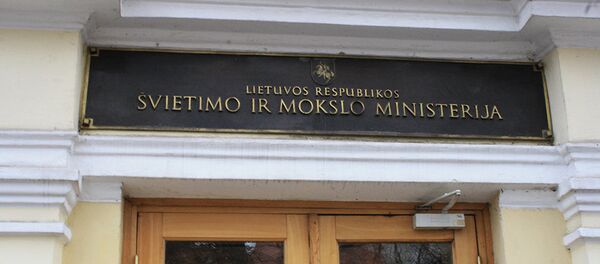 LIETUVOS RESPUBLIKOS
ŠVIETIMO IR MOKSLO MINISTERIJA